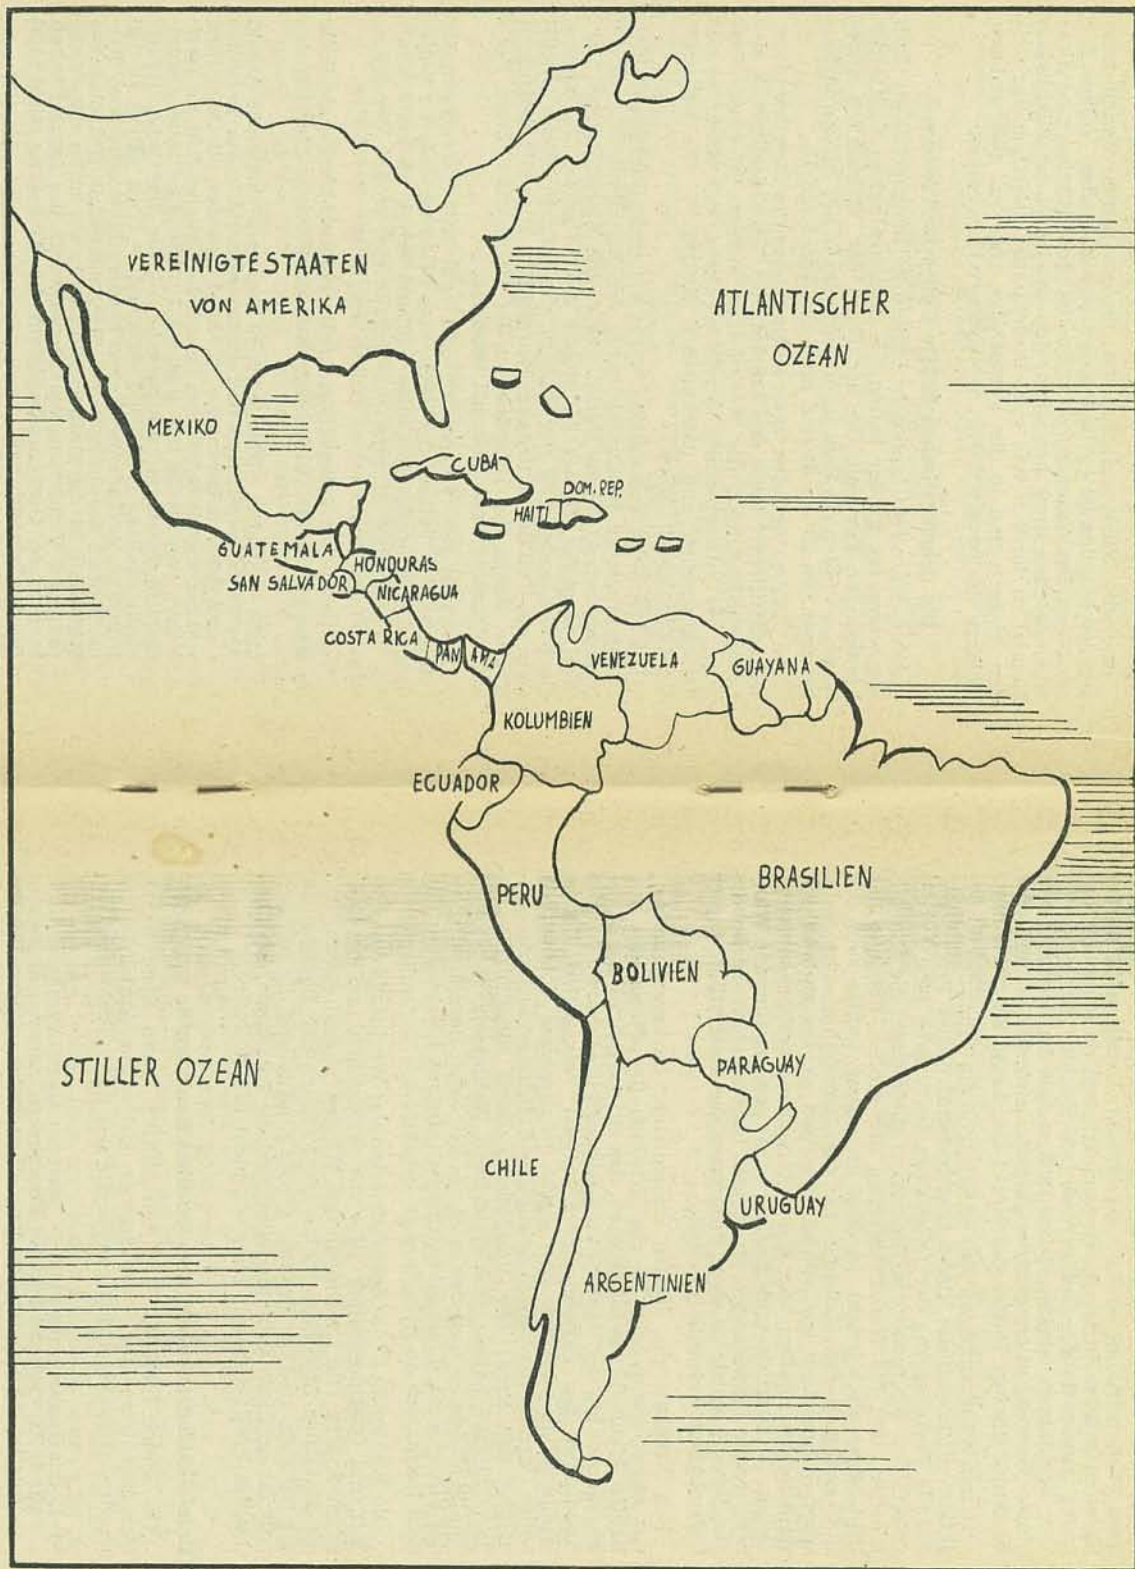 VEREINIGTE STAATEN
VON AMERIKA
ATLANTISCHER
OZEAN
MEXIKO
CUBA
DOM. REP.
HAITI
GUATEMALA
HONDURAS
SAN SALVADOR
NICARAGUA
COSTA RICA
PAN AMA
VENEZUELA
GUAYANA
KOLUMBIEN
ECUADOR
BRASILIEN
PERU
BOLIVIEN
STILLER OZEAN
PARAGUAY
CHILE
URUGUAY
ARGENTINIEN